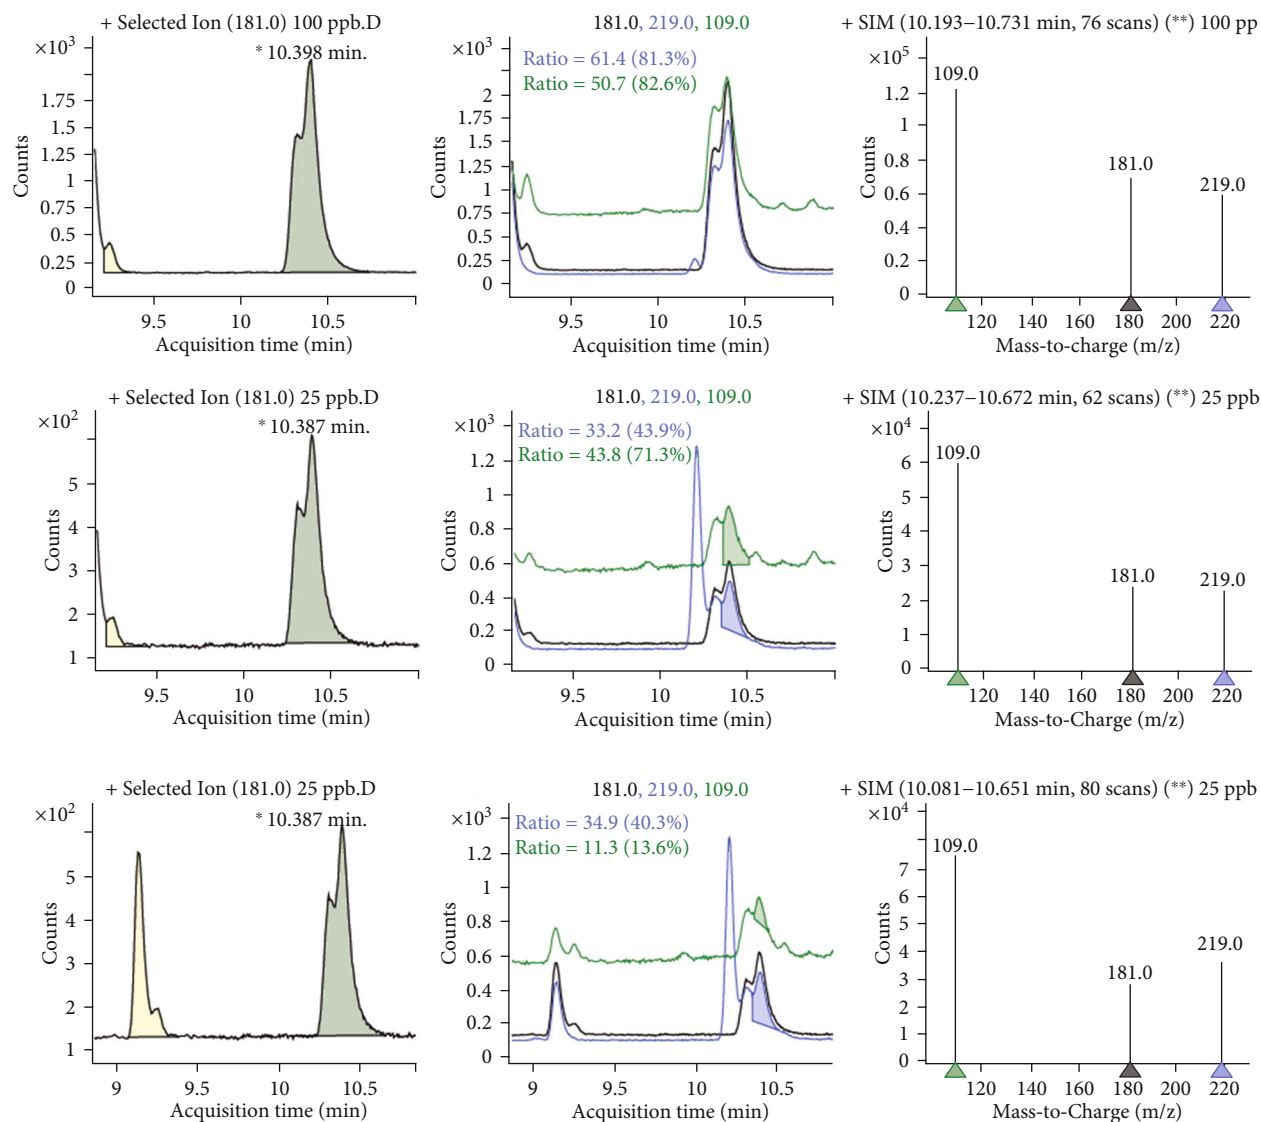 + Selected Ion (181.0) 100 ppb.D
×10³
* 10.398 min.
1.75
1.5
1.25
1
0.75
0.5
0.25
0
Counts
9.5 10 10.5
Acquisition time (min)
181.0, 219.0, 109.0
×10³
Ratio = 61.4 (81.3%)
Ratio = 50.7 (82.6%)
2
1.75
1.5
1.25
1
0.75
0.5
0.25
0
Counts
9.5 10 10.5
Acquisition time (min)
+ SIM (10.193–10.731 min, 76 scans) (**) 100 pp
×10⁵
109.0
181.0
219.0
1.2
1
0.8
0.6
0.4
0.2
0
Counts
120 140 160 180 200 220
Mass-to-charge (m/z)
+ Selected Ion (181.0) 25 ppb.D
×10²
* 10.387 min.
5
4
3
2
1
Counts
9.5 10 10.5
Acquisition time (min)
181.0, 219.0, 109.0
×10³
Ratio = 33.2 (43.9%)
Ratio = 43.8 (71.3%)
1.2
1
0.8
0.6
0.4
0.2
0
Counts
9.5 10 10.5
Acquisition time (min)
+ SIM (10.237–10.672 min, 62 scans) (**) 25 ppb
×10⁴
109.0
181.0
219.0
6
5
4
3
2
1
0
Counts
120 140 160 180 200 220
Mass-to-Charge (m/z)
+ Selected Ion (181.0) 25 ppb.D
×10²
* 10.387 min.
5
4
3
2
1
Counts
9 9.5 10 10.5
Acquisition time (min)
181.0, 219.0, 109.0
×10³
Ratio = 34.9 (40.3%)
Ratio = 11.3 (13.6%)
1.2
1
0.8
0.6
0.4
0.2
0
Counts
9 9.5 10 10.5
Acquisition time (min)
+ SIM (10.081–10.651 min, 80 scans) (**) 25 ppb
×10⁴
109.0
181.0
219.0
7
6
5
4
3
2
1
0
Counts
120 140 160 180 200 220
Mass-to-Charge (m/z)